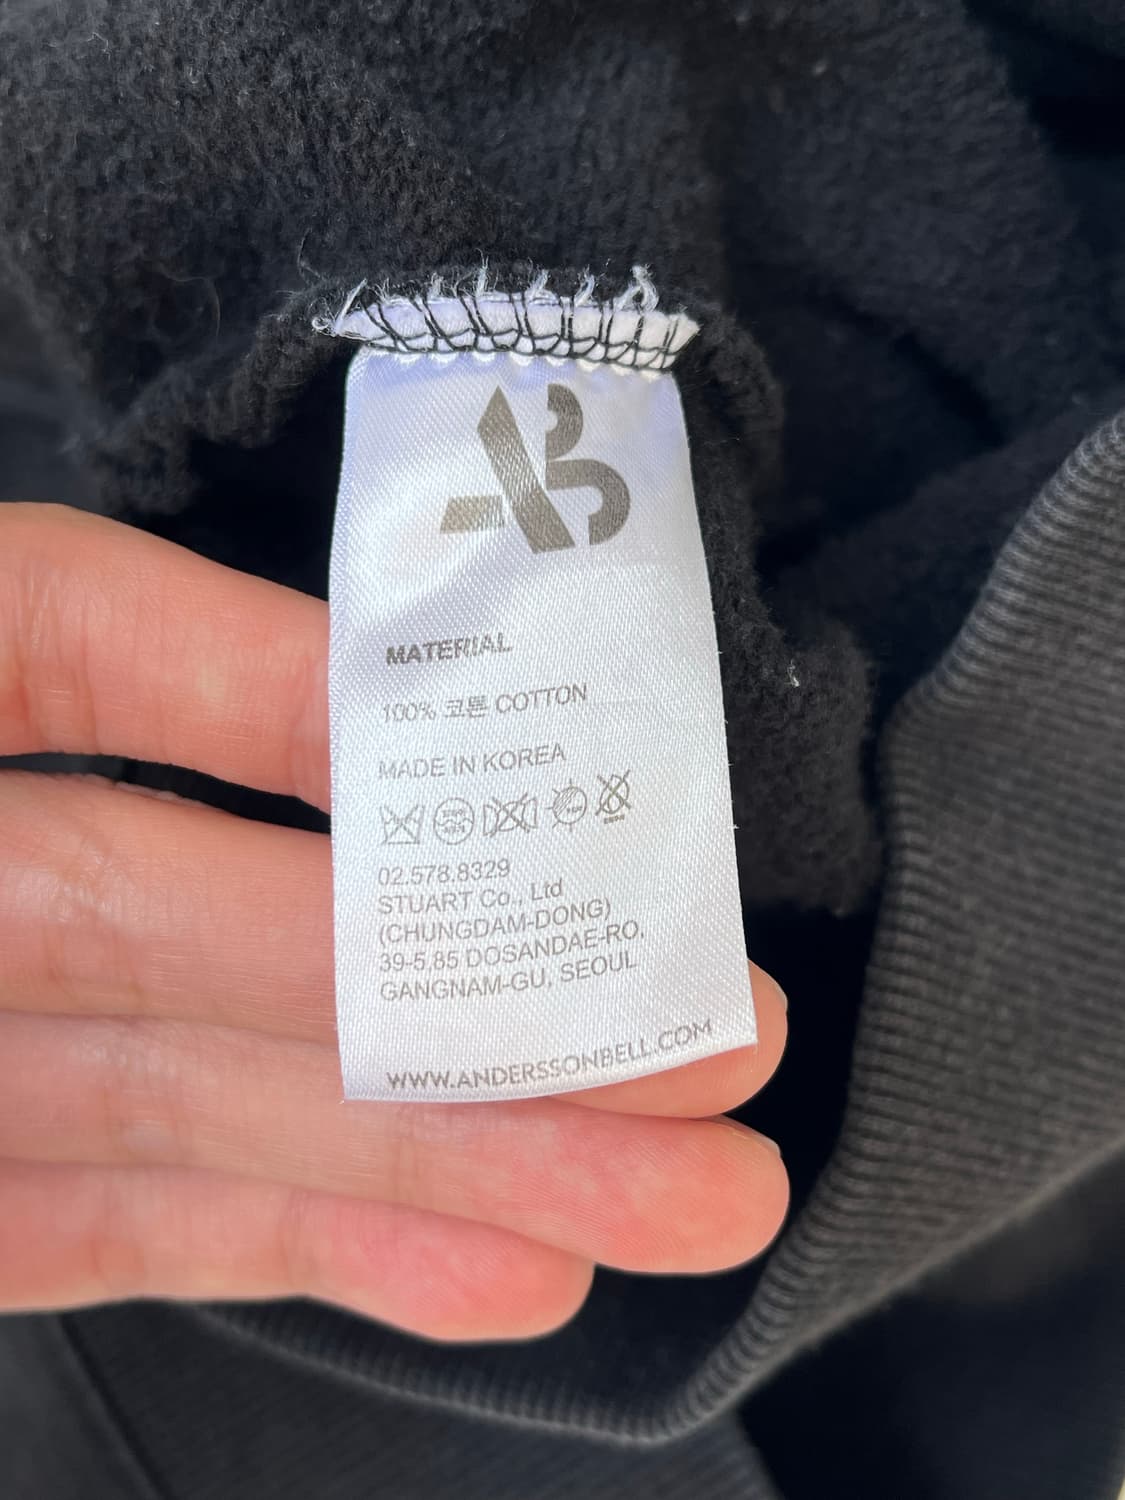 AB
MATERIAL
100% 코튼 COTTON
MADE IN KOREA
02.578.8329
STUART Co., Ltd
(CHUNGDAM-DONG)
39-5,85 DOSANDAE-RO,
GANGNAM-GU, SEOUL
WWW.ANDERSSONBELL.COM